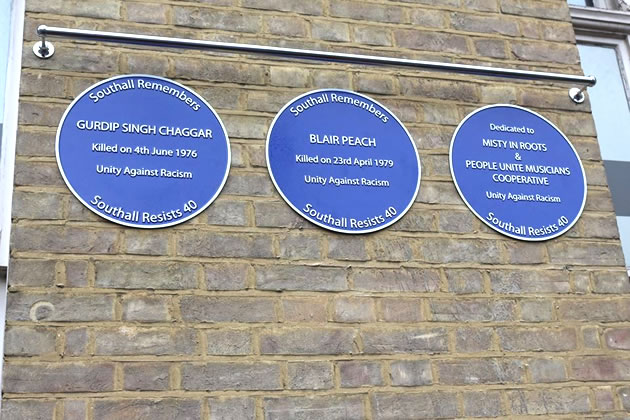 Southall Remembers
GURDIP SINGH CHAGGAR
Killed on 4th June 1976
Unity Against Racism
Southall Resists 40
Southall Remembers
BLAIR PEACH
Killed on 23rd April 1979
Unity Against Racism
Southall Resists 40
Dedicated to
MISTY IN ROOTS
&
PEOPLE UNITE MUSICIANS
COOPERATIVE
Unity Against Racism
Southall Resists 40